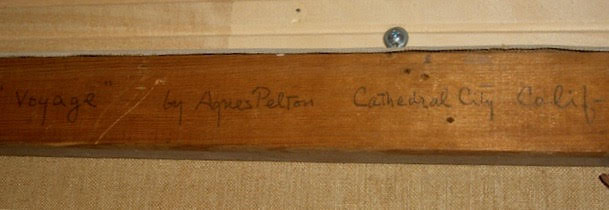 "Voyage" by Agnes Pelton Cathedral City Calif-